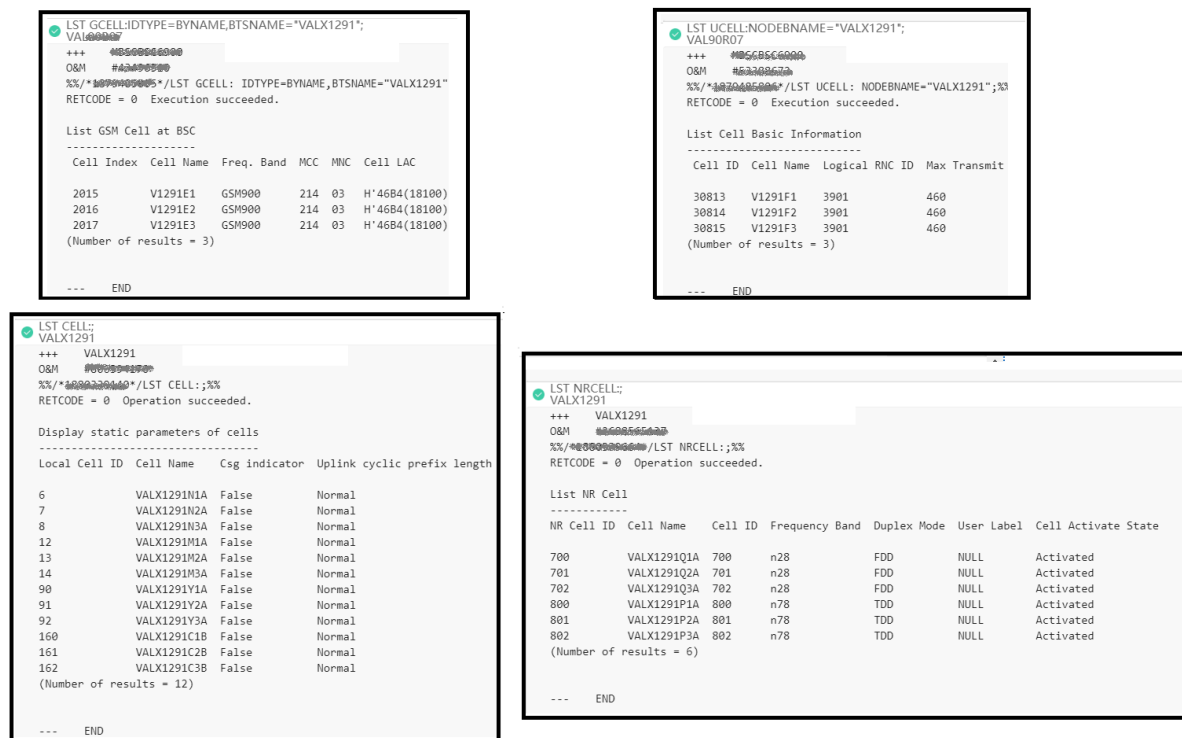 LST GCELL:IDTYPE=BYNAME,BTSNAME="VALX1291";
+++
O&M
%%/* */LST GCELL: IDTYPE=BYNAME,BTSNAME="VALX1291"
RETCODE = 0 Execution succeeded.
List GSM Cell at BSC
--------------------
Cell Index Cell Name Freq. Band MCC MNC Cell LAC
2015 V1291E1 GSM900 214 03 H'46B4(18100)
2016 V1291E2 GSM900 214 03 H'46B4(18100)
2017 V1291E3 GSM900 214 03 H'46B4(18100)
(Number of results = 3)
--- END
LST UCELL:NODEBNAME="VALX1291";
VAL90R07
+++
O&M
%%/* */LST UCELL: NODEBNAME="VALX1291";%%
RETCODE = 0 Execution succeeded.
List Cell Basic Information
---------------------------
Cell ID Cell Name Logical RNC ID Max Transmit
30813 V1291F1 3901 460
30814 V1291F2 3901 460
30815 V1291F3 3901 460
(Number of results = 3)
--- END
LST CELL:;
VALX1291
+++ VALX1291
O&M
%%/* */LST CELL:;%%
RETCODE = 0 Operation succeeded.
Display static parameters of cells
----------------------------------
Local Cell ID Cell Name Csg indicator Uplink cyclic prefix length
6 VALX1291N1A False Normal
7 VALX1291N2A False Normal
8 VALX1291N3A False Normal
12 VALX1291M1A False Normal
13 VALX1291M2A False Normal
14 VALX1291M3A False Normal
90 VALX1291Y1A False Normal
91 VALX1291Y2A False Normal
92 VALX1291Y3A False Normal
160 VALX1291C1B False Normal
161 VALX1291C2B False Normal
162 VALX1291C3B False Normal
(Number of results = 12)
--- END
LST NRCELL:;
VALX1291
+++ VALX1291
O&M
%%/* /LST NRCELL:;%%
RETCODE = 0 Operation succeeded.
List NR Cell
------------
NR Cell ID Cell Name Cell ID Frequency Band Duplex Mode User Label Cell Activate State
700 VALX1291Q1A 700 n28 FDD NULL Activated
701 VALX1291Q2A 701 n28 FDD NULL Activated
702 VALX1291Q3A 702 n28 FDD NULL Activated
800 VALX1291P1A 800 n78 TDD NULL Activated
801 VALX1291P2A 801 n78 TDD NULL Activated
802 VALX1291P3A 802 n78 TDD NULL Activated
(Number of results = 6)
--- END